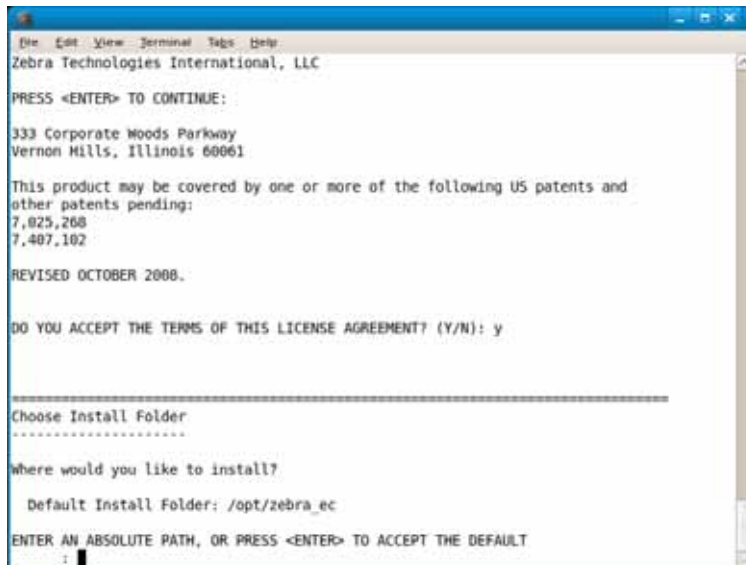 File Edit View Terminal Tabs Help
Zebra Technologies International, LLC
PRESS <ENTER> TO CONTINUE:
333 Corporate Woods Parkway
Vernon Hills, Illinois 60061
This product may be covered by one or more of the following US patents and
other patents pending:
7,025,268
7,407,102
REVISED OCTOBER 2008.
DO YOU ACCEPT THE TERMS OF THIS LICENSE AGREEMENT? (Y/N): y
===============================================================================
Choose Install Folder
---------------------
Where would you like to install?
Default Install Folder: /opt/zebra_ec
ENTER AN ABSOLUTE PATH, OR PRESS <ENTER> TO ACCEPT THE DEFAULT
: